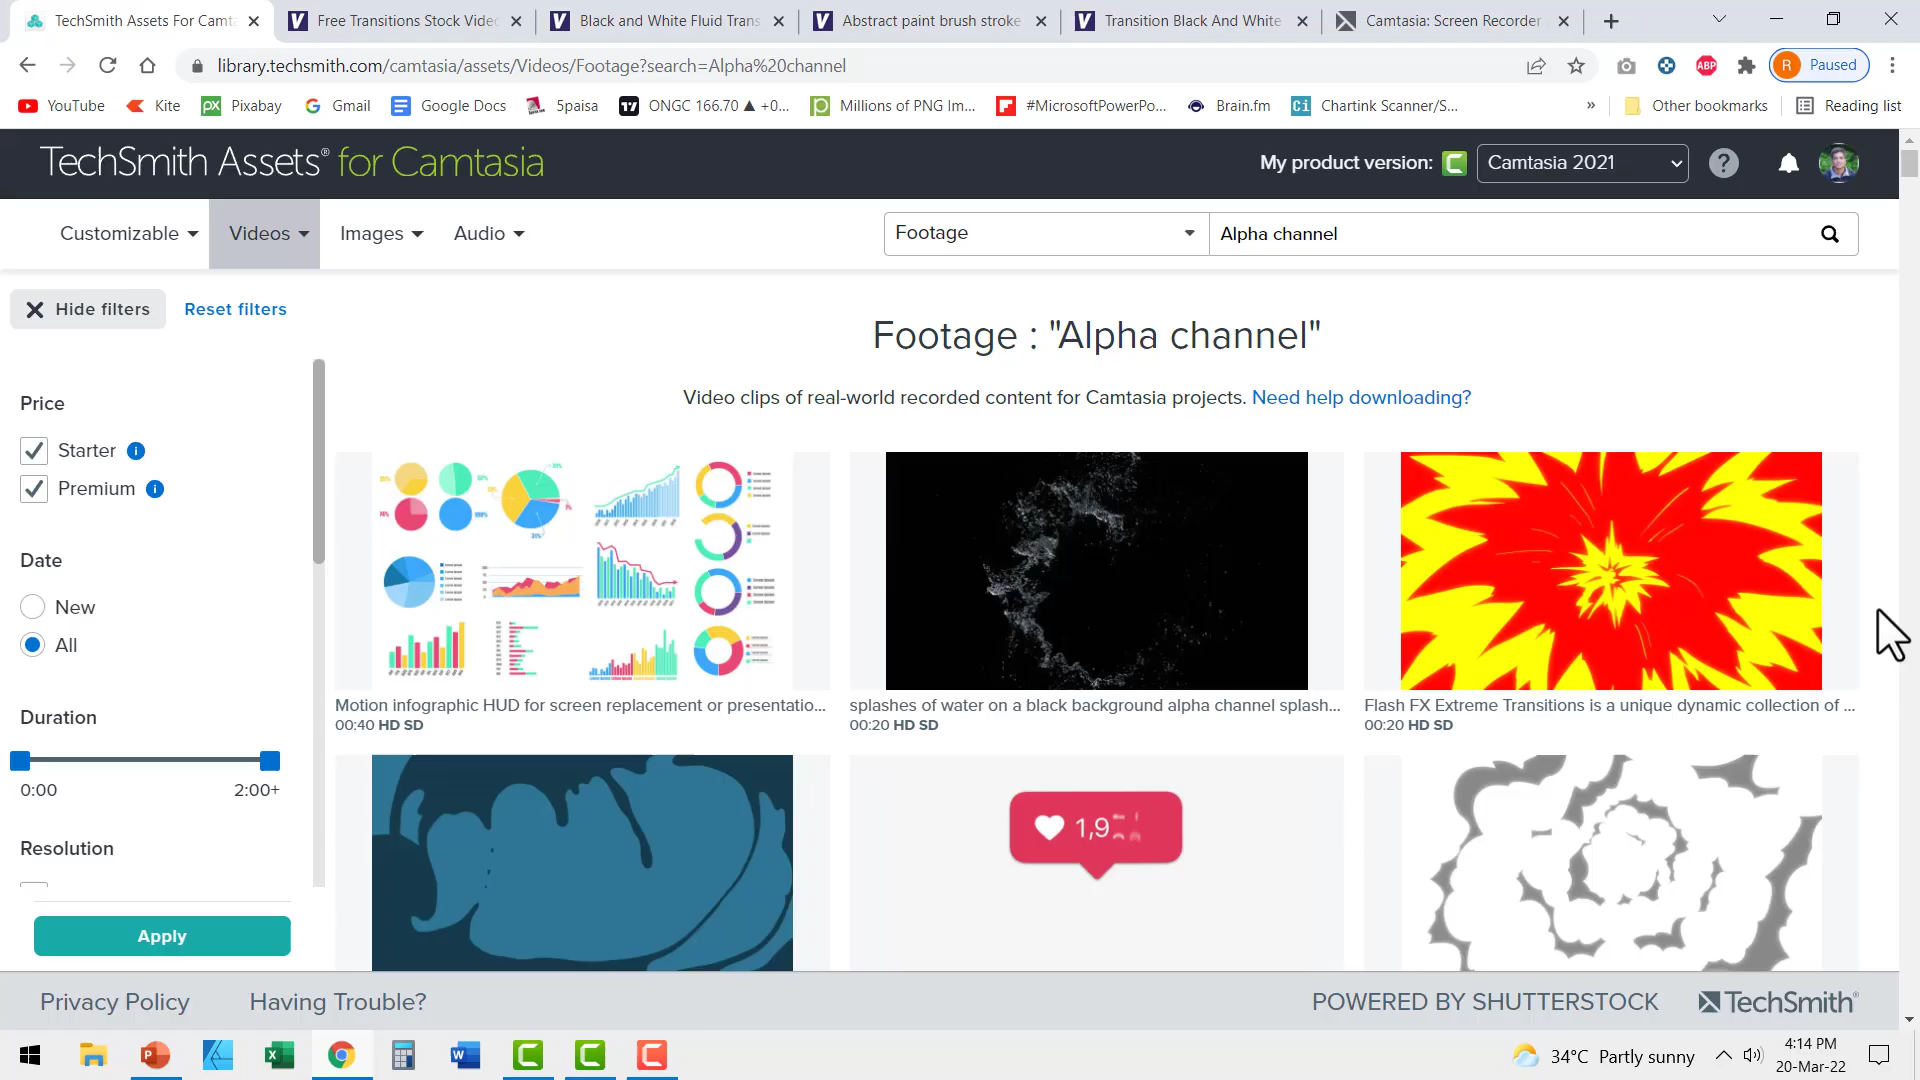 TechSmith Assets For Camta
Free Transitions Stock Video
Black and White Fluid Trans
Abstract paint brush stroke
Transition Black And White
Camtasia: Screen Recorder
library.techsmith.com/camtasia/assets/Videos/Footage?search=Alpha%20channel
ABP
R Paused
YouTube
Kite
px Pixabay
Gmail
Google Docs
5paisa
ONGC 166.70 ▲ +0...
Millions of PNG Im...
#MicrosoftPowerPo...
Brain.fm
Ci Chartink Scanner/S...
»
Other bookmarks
Reading list
TechSmith Assets® for Camtasia
My product version:
Camtasia 2021
?
Customizable
Videos
Images
Audio
Footage
Alpha channel
Hide filters
Reset filters
Footage : "Alpha channel"
Video clips of real-world recorded content for Camtasia projects. Need help downloading?
Price
Starter
Premium
Date
New
All
Duration
0:00
2:00+
Resolution
Apply
Motion infographic HUD for screen replacement or presentatio...
00:40 HD SD
splashes of water on a black background alpha channel splash...
00:20 HD SD
Flash FX Extreme Transitions is a unique dynamic collection of ...
00:20 HD SD
1,9
Privacy Policy
Having Trouble?
POWERED BY SHUTTERSTOCK
TechSmith®
34°C Partly sunny
4:14 PM
20-Mar-22